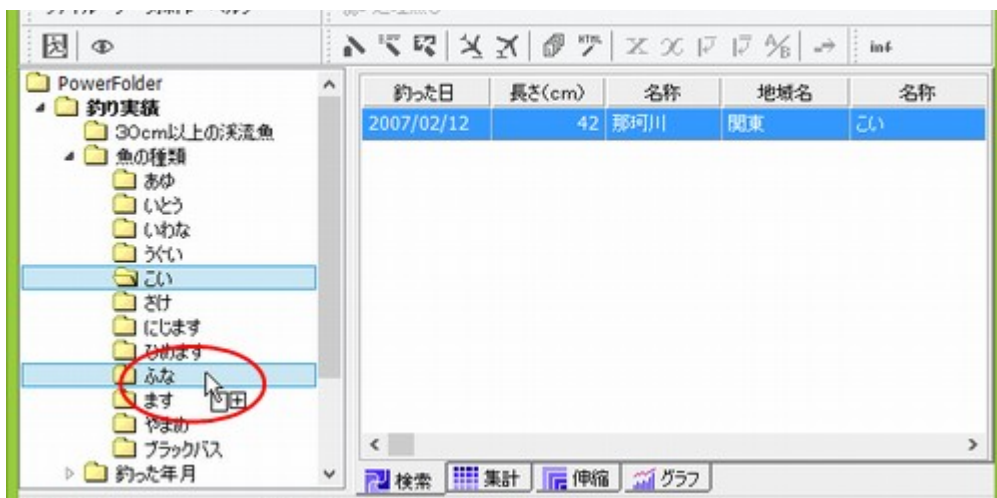 inf
PowerFolder
釣り実績
30cm以上の渓流魚
魚の種類
あゆ
いとう
いわな
うぐい
こい
さけ
にじます
ひめます
ふな
ます
やまめ
ブラックバス
釣った年月
釣った日 長さ(cm) 名称 地域名 名称
2007/02/12 42 那珂川 関東 こい
検索 集計 伸縮 グラフ